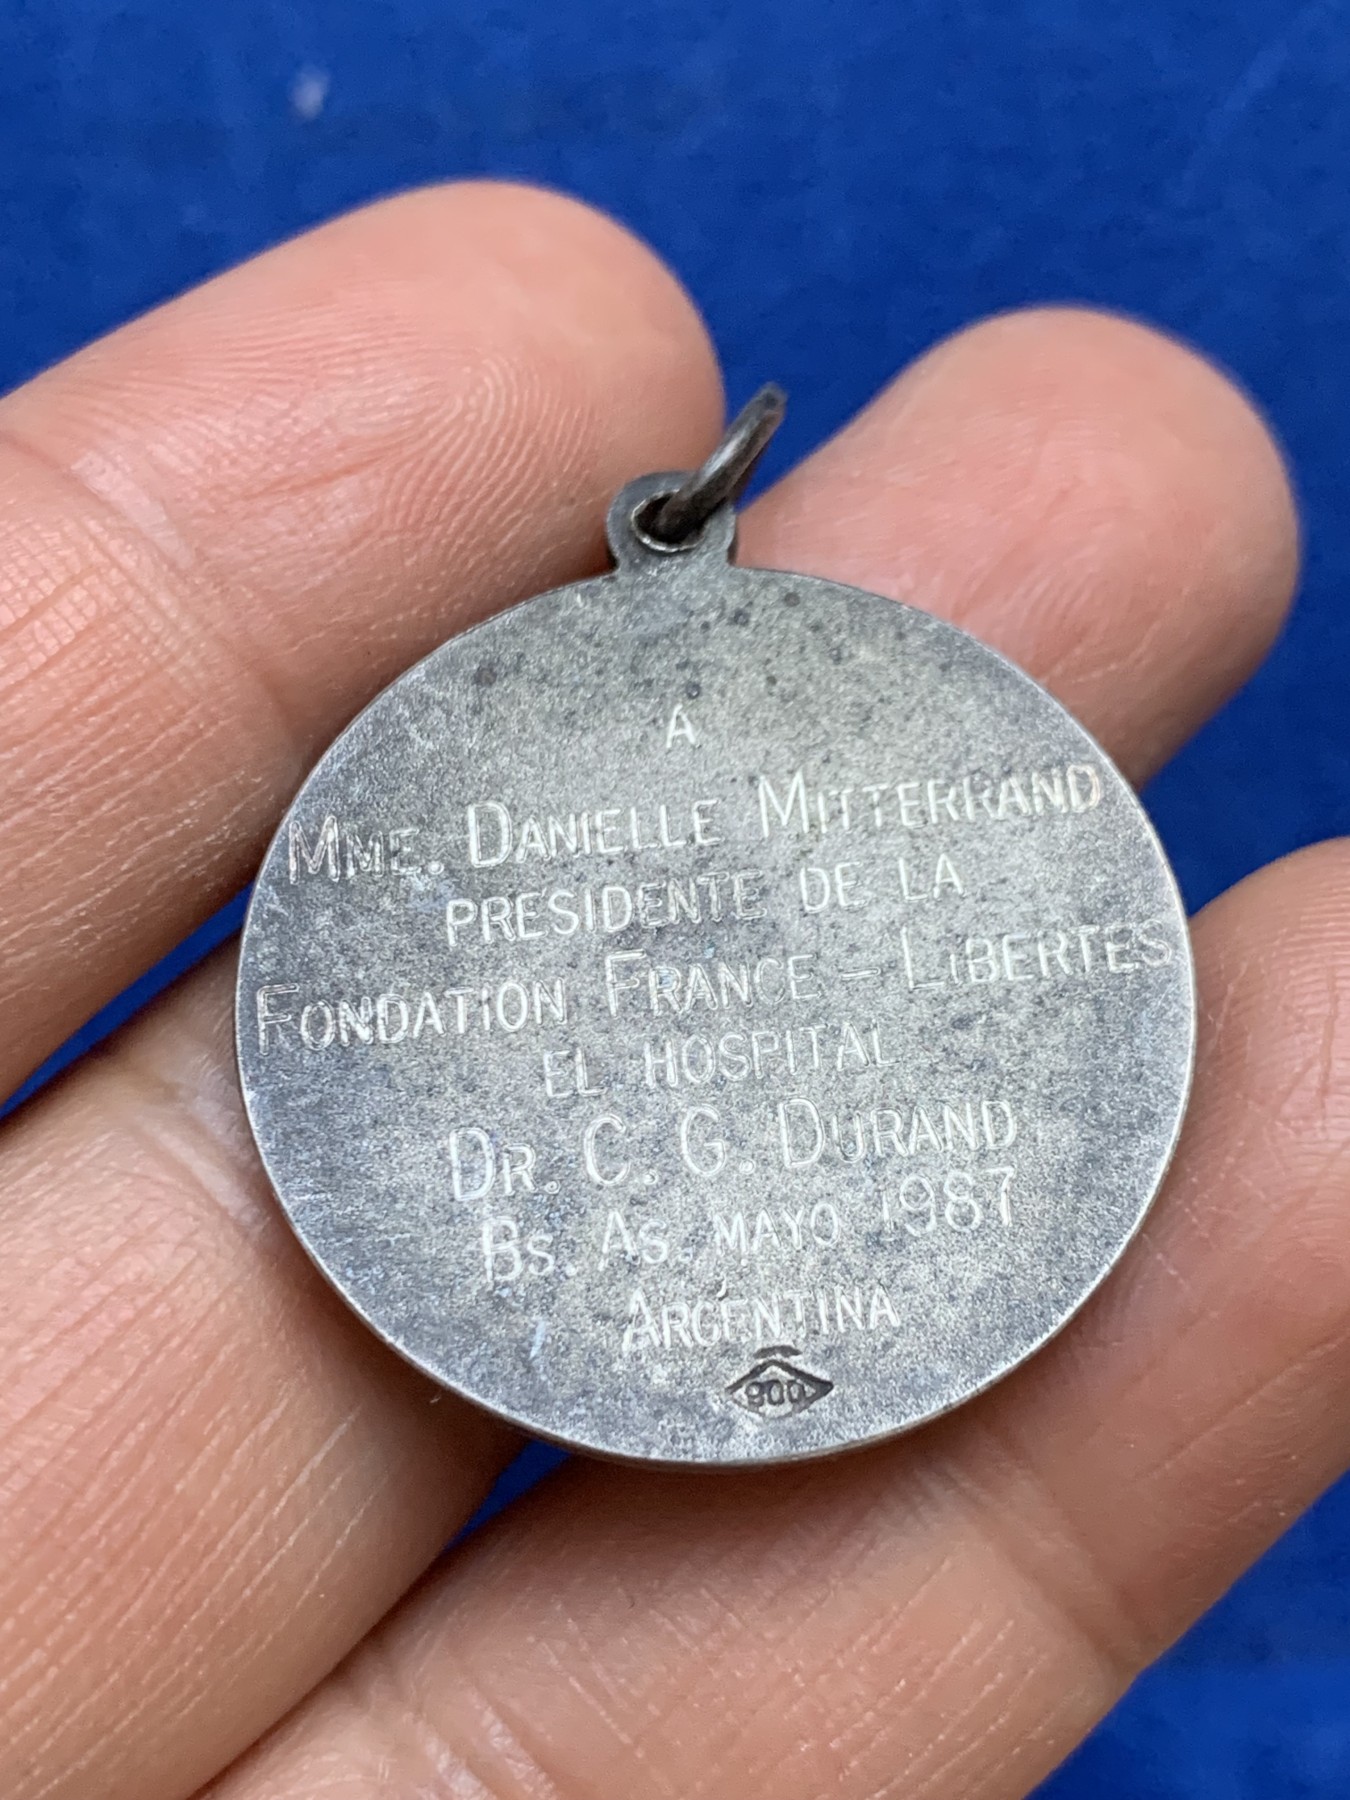 A
MME. DANIELLE MITTERRAND
PRESIDENTE DE LA
FONDATION FRANCE - LIBERTES
EL HOSPITAL
DR. C. G. DURAND
BS. AS. MAYO 1987
ARGENTINA
900